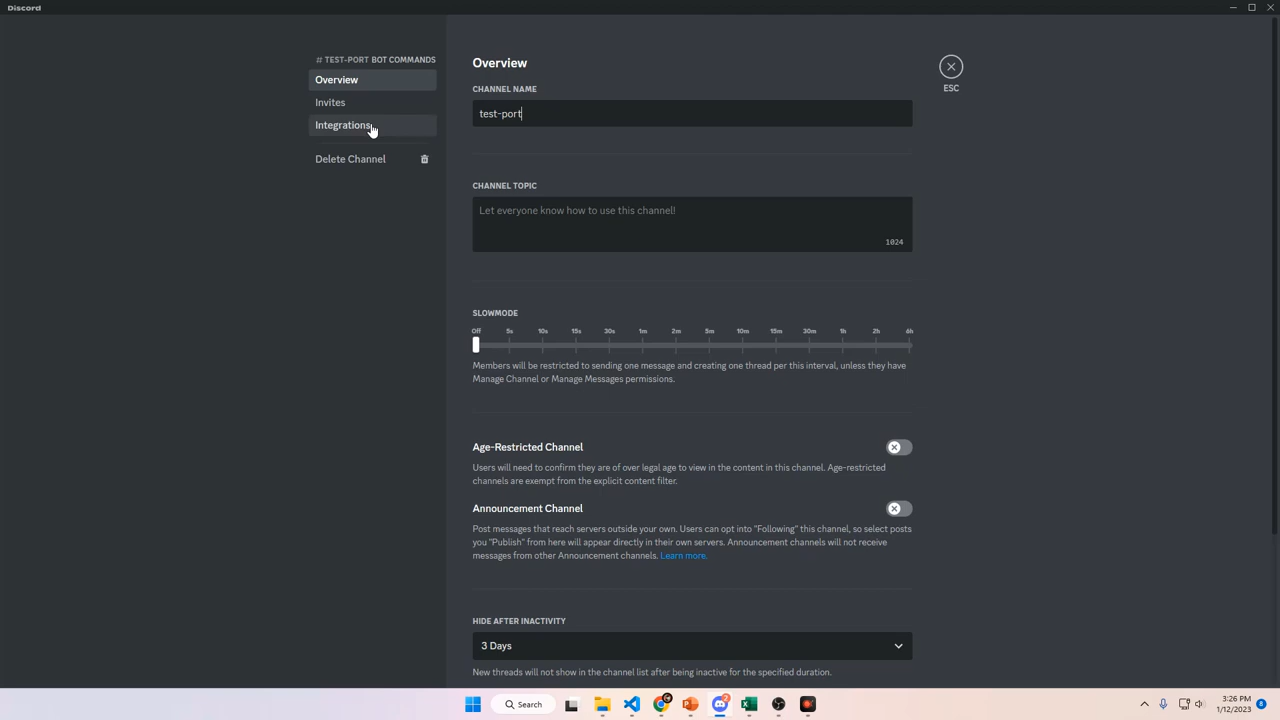 Discord
# TEST-PORT BOT COMMANDS
Overview
Invites
Integrations
Delete Channel
Overview
ESC
CHANNEL NAME
test-port
CHANNEL TOPIC
Let everyone know how to use this channel!
1024
SLOWMODE
Off 5s 10s 15s 30s 1m 2m 5m 10m 15m 30m 1h 2h 6h
Members will be restricted to sending one message and creating one thread per this interval, unless they have
Manage Channel or Manage Messages permissions.
Age-Restricted Channel
Users will need to confirm they are of over legal age to view in the content in this channel. Age-restricted
channels are exempt from the explicit content filter.
Announcement Channel
Post messages that reach servers outside your own. Users can opt into "Following" this channel, so select posts
you "Publish" from here will appear directly in their own servers. Announcement channels will not receive
messages from other Announcement channels. Learn more.
HIDE AFTER INACTIVITY
3 Days
New threads will not show in the channel list after being inactive for the specified duration.
Search
3:26 PM
1/12/2023